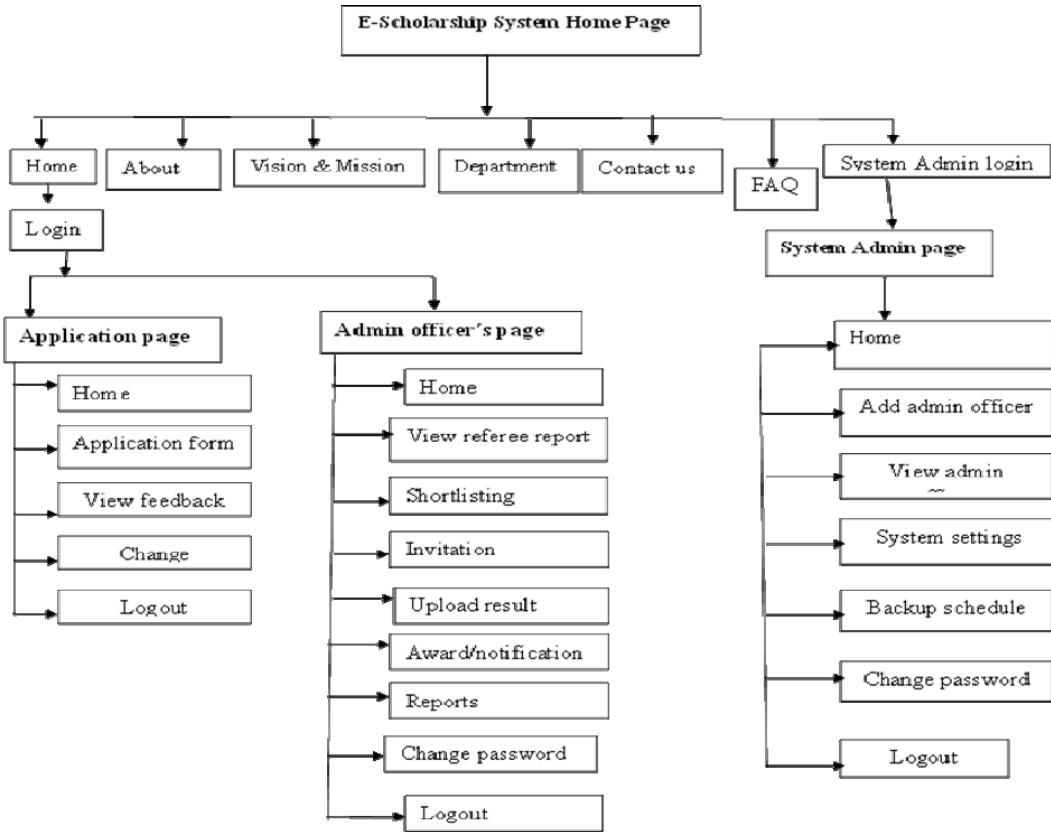 E-Scholarship System Home Page
Home
About
Vision & Mission
Department
Contact us
FAQ
System Admin login
Login
System Admin page
Application page
Home
Application form
View feedback
Change
Logout
Admin officer's page
Home
View referee report
Shortlisting
Invitation
Upload result
Award/notification
Reports
Change password
Logout
Home
Add admin officer
View admin
System settings
Backup schedule
Change password
Logout